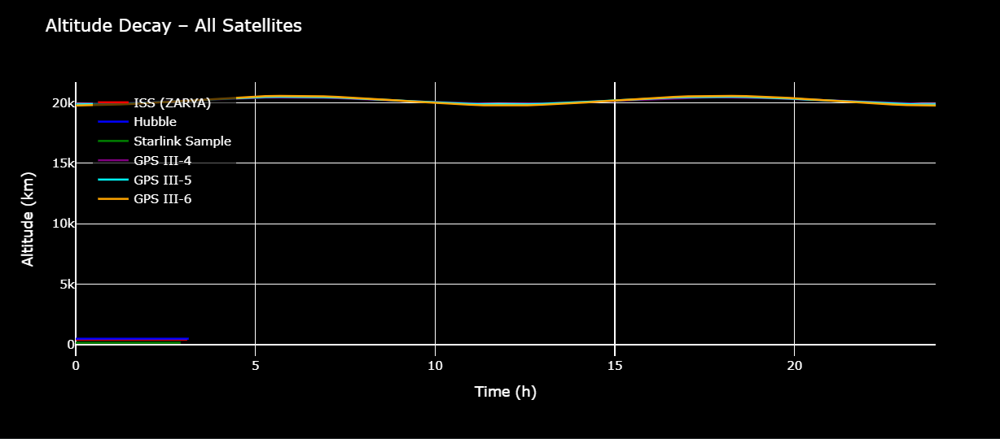 Altitude Decay – All Satellites
20k
15k
10k
5k
0
Altitude (km)
ISS (ZARYA)
Hubble
Starlink Sample
GPS III-4
GPS III-5
GPS III-6
0 5 10 15 20
Time (h)